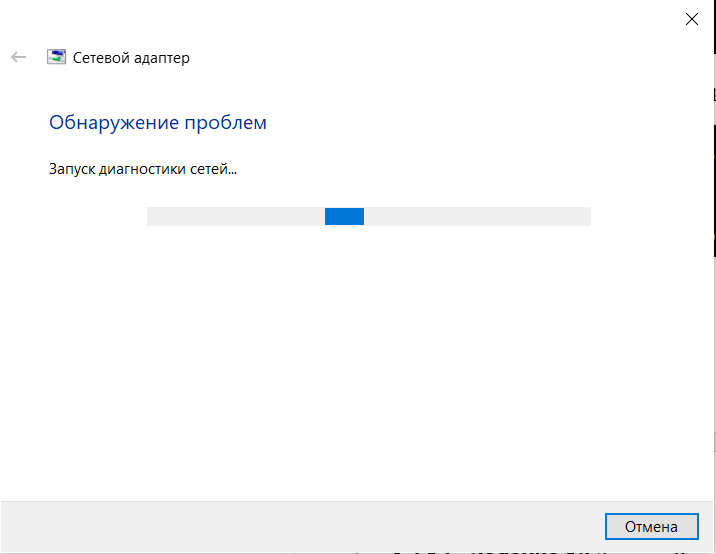 Сетевой адаптер
Обнаружение проблем
Запуск диагностики сетей...
Отмена